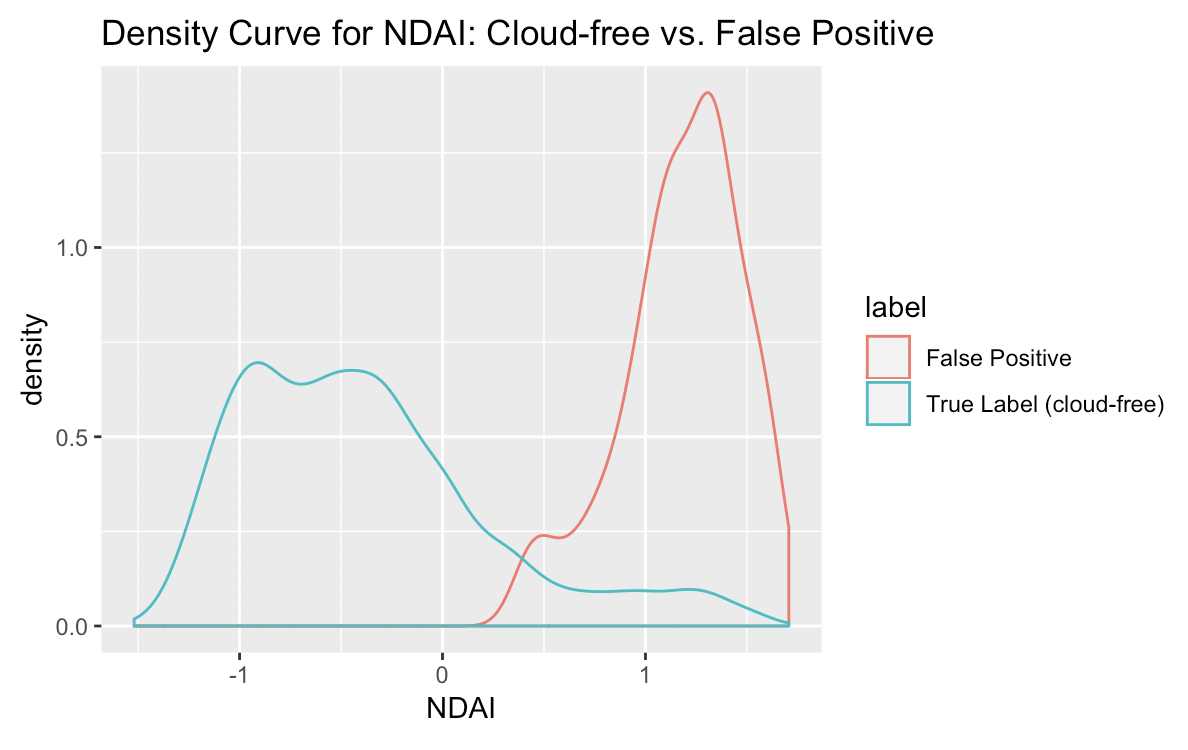 Density Curve for NDAI: Cloud-free vs. False Positive
density
1.0
0.5
0.0
-1
0
1
NDAI
label
False Positive
True Label (cloud-free)